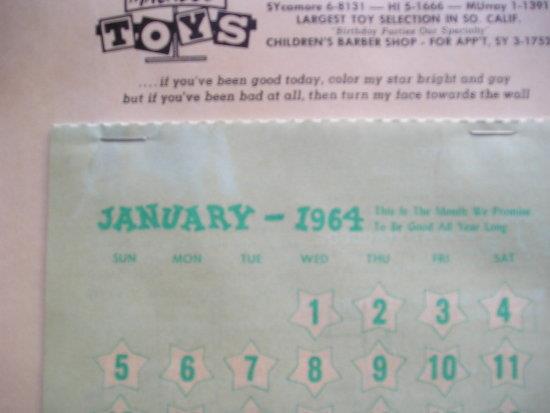 TOYS
SYcamore 6-8131 - HI 5-1666 - MUrray 1-1391
LARGEST TOY SELECTION IN SO. CALIF.
"Birthday Parties Our Specialty"
CHILDREN'S BARBER SHOP - FOR APP'T, SY 3-1752
....if you've been good today, color my star bright and gay
but if you've been bad at all, then turn my face towards the wall
JANUARY - 1964
This Is The Month We Promise
To Be Good All Year Long
SUN MON TUE WED THU FRI SAT
1 2 3 4
5 6 7 8 9 10 11